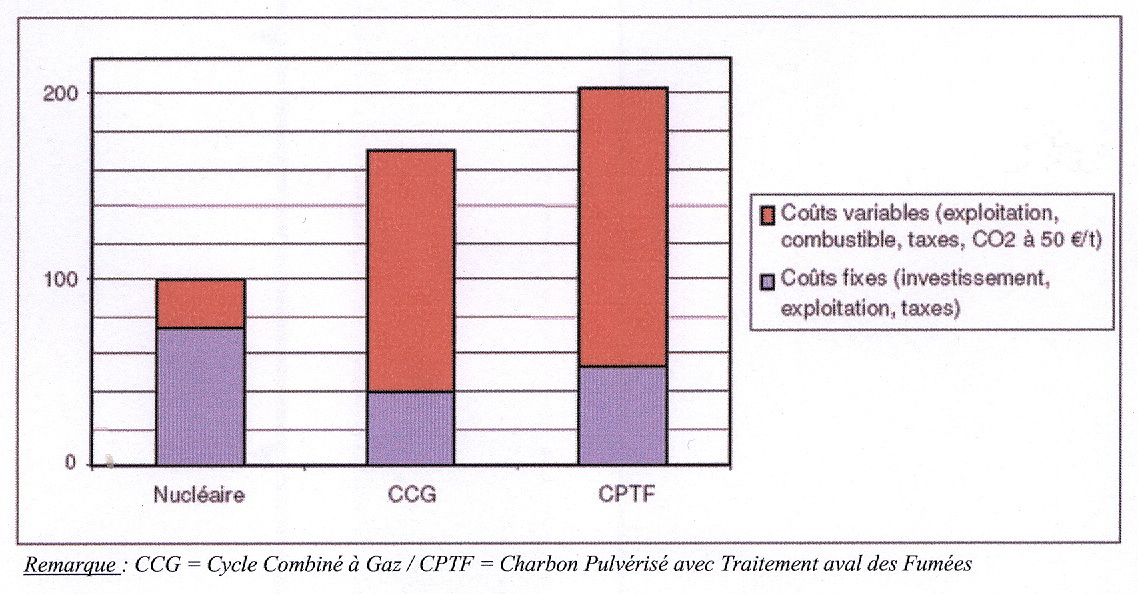 200
100
0
Nucléaire
CCG
CPTF
Coûts variables (exploitation,
combustible, taxes, CO2 à 50 €/t)
Coûts fixes (investissement,
exploitation, taxes)
Remarque : CCG = Cycle Combiné à Gaz / CPTF = Charbon Pulvérisé avec Traitement aval des Fumées